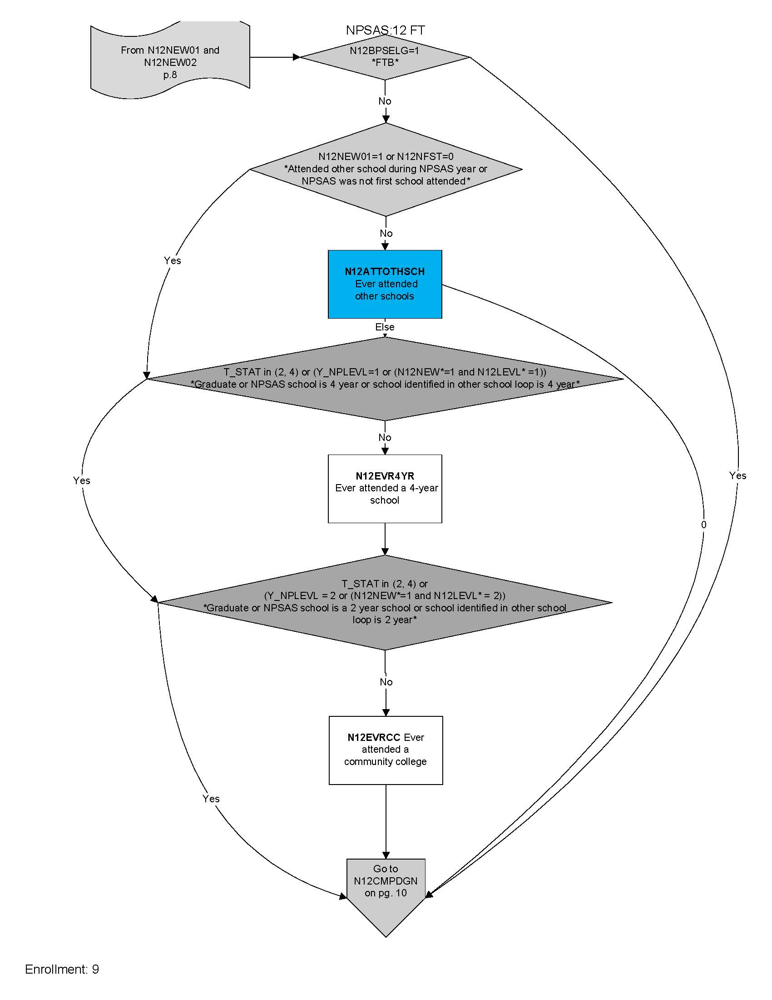 NPSAS:12 FT
From N12NEW01 and
N12NEW02
p.8
N12BPSELG=1
*FTB*
No
N12NEW01=1 or N12NFST=0
*Attended other school during NPSAS year or
NPSAS was not first school attended*
No
Yes
N12ATTOTHSCH
Ever attended
other schools
Else
T_STAT in (2, 4) or (Y_NPLEVL=1 or (N12NEW*=1 and N12LEVL* =1))
*Graduate or NPSAS school is 4 year or school identified in other school loop is 4 year*
No
N12EVR4YR
Ever attended a 4-year
school
Yes
Yes
0
T_STAT in (2, 4) or
(Y_NPLEVL = 2 or (N12NEW*=1 and N12LEVL* = 2))
*Graduate or NPSAS school is a 2 year school or school identified in other school
loop is 2 year*
No
N12EVRCC Ever
attended a
community college
Yes
Go to
N12CMPDGN
on pg. 10
Enrollment: 9